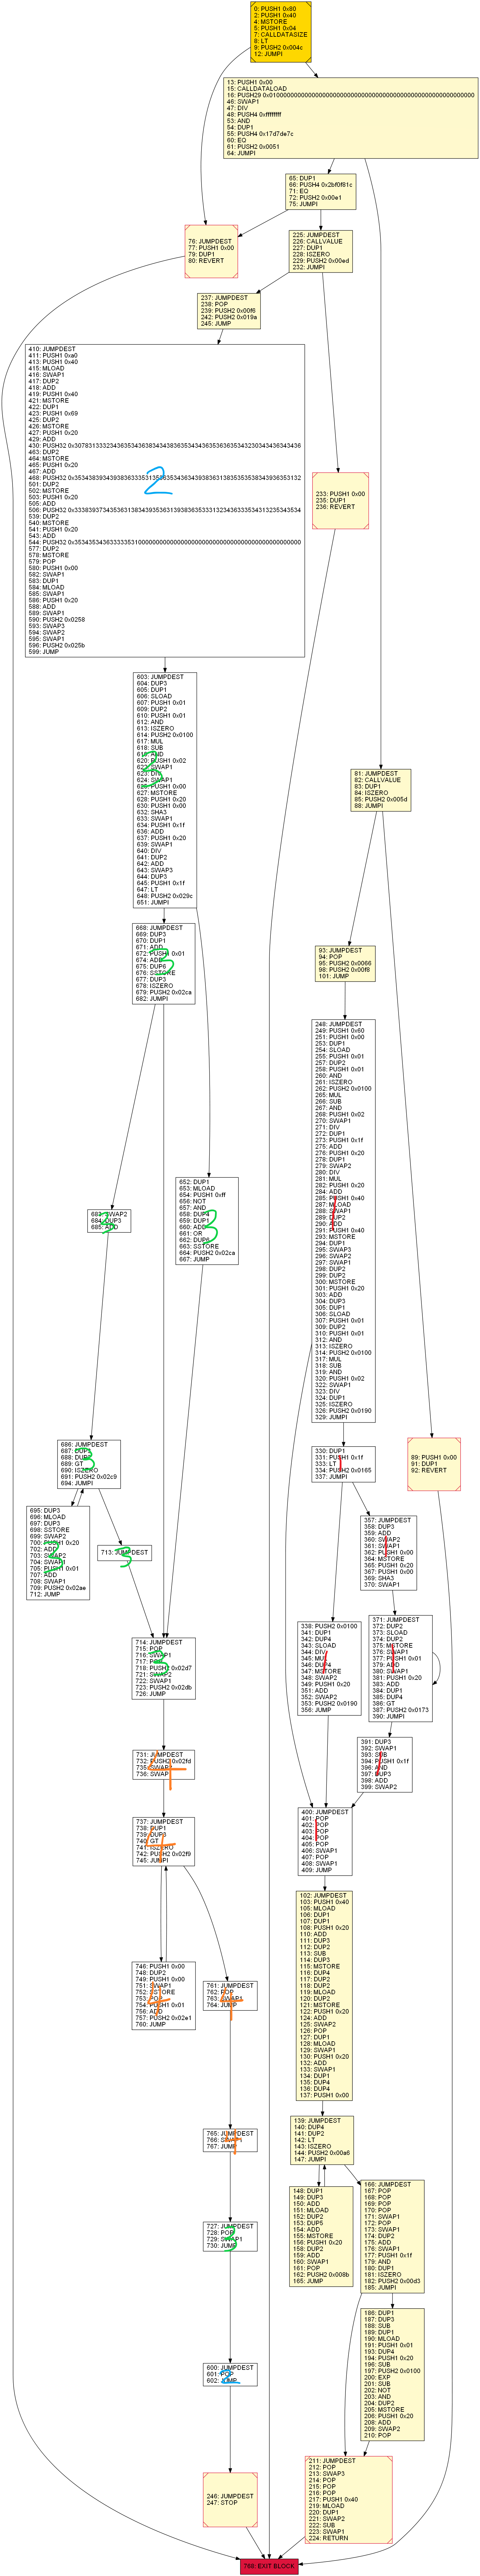 0: PUSH1 0x80
2: PUSH1 0x40
4: MSTORE
5: PUSH1 0x04
7: CALLDATASIZE
8: LT
9: PUSH2 0x004c
12: JUMPI
13: PUSH1 0x00
15: CALLDATALOAD
16: PUSH29 0x0100000000000000000000000000000000000000000000000000000000
46: SWAP1
47: DIV
48: PUSH4 0xffffffff
53: AND
54: DUP1
55: PUSH4 0x17d7de7c
60: EQ
61: PUSH2 0x0051
64: JUMPI
65: DUP1
66: PUSH4 0x2bf0f81c
71: EQ
72: PUSH2 0x00e1
75: JUMPI
76: JUMPDEST
77: PUSH1 0x00
79: DUP1
80: REVERT
225: JUMPDEST
226: CALLVALUE
227: DUP1
228: ISZERO
229: PUSH2 0x00ed
232: JUMPI
237: JUMPDEST
238: POP
239: PUSH2 0x00f6
242: PUSH2 0x019a
245: JUMP
410: JUMPDEST
411: PUSH1 0xa0
413: PUSH1 0x40
415: MLOAD
416: SWAP1
417: DUP2
418: ADD
419: PUSH1 0x40
421: MSTORE
422: DUP1
423: PUSH1 0x69
425: DUP2
426: MSTORE
427: PUSH1 0x20
429: ADD
430: PUSH32
463: DUP2
464: MSTORE
465: PUSH1 0x20
467: ADD
468: PUSH32
501: DUP2
502: MSTORE
503: PUSH1 0x20
505: ADD
506: PUSH32
539: DUP2
540: MSTORE
541: PUSH1 0x20
543: ADD
544: PUSH32
577: DUP2
578: MSTORE
579: POP
580: PUSH1 0x00
582: SWAP1
583: DUP1
584: MLOAD
585: SWAP1
586: PUSH1 0x20
588: ADD
589: SWAP1
590: PUSH2 0x0258
593: SWAP3
594: SWAP2
595: SWAP1
596: PUSH2 0x025b
599: JUMP
2
233: PUSH1 0x00
235: DUP1
236: REVERT
603: JUMPDEST
604: DUP3
605: DUP1
606: SLOAD
607: PUSH1 0x01
609: DUP2
610: PUSH1 0x01
612: AND
613: ISZERO
614: PUSH2 0x0100
617: MUL
618: SUB
619: AND
620: PUSH1 0x02
622: SWAP1
623: DIV
624: SWAP1
625: PUSH1 0x00
627: MSTORE
628: PUSH1 0x20
630: PUSH1 0x00
632: SHA3
633: SWAP1
634: PUSH1 0x1f
636: ADD
637: PUSH1 0x20
639: SWAP1
640: DIV
641: DUP2
642: ADD
643: SWAP3
644: DUP3
645: PUSH1 0x1f
647: LT
648: PUSH2 0x029c
651: JUMPI
3
81: JUMPDEST
82: CALLVALUE
83: DUP1
84: ISZERO
85: PUSH2 0x005d
88: JUMPI
668: JUMPDEST
669: DUP3
670: DUP1
671: ADD
672: PUSH1 0x01
674: ADD
675: DUP6
676: SSTORE
677: DUP3
678: ISZERO
679: PUSH2 0x02ca
682: JUMPI
3
93: JUMPDEST
94: POP
95: PUSH2 0x0066
98: PUSH2 0x00f8
101: JUMP
248: JUMPDEST
249: PUSH1 0x60
251: PUSH1 0x00
253: DUP1
254: SLOAD
255: PUSH1 0x01
257: DUP2
258: PUSH1 0x01
260: AND
261: ISZERO
262: PUSH2 0x0100
265: MUL
266: SUB
267: AND
268: PUSH1 0x02
270: SWAP1
271: DIV
272: DUP1
273: PUSH1 0x1f
275: ADD
276: PUSH1 0x20
278: DUP1
279: SWAP2
280: DIV
281: MUL
282: PUSH1 0x20
284: ADD
285: PUSH1 0x40
287: MLOAD
288: SWAP1
289: DUP2
290: ADD
291: PUSH1 0x40
293: MSTORE
294: DUP1
295: SWAP3
296: SWAP2
297: SWAP1
298: DUP2
299: DUP2
300: MSTORE
301: PUSH1 0x20
303: ADD
304: DUP3
305: DUP1
306: SLOAD
307: PUSH1 0x01
309: DUP2
310: PUSH1 0x01
312: AND
313: ISZERO
314: PUSH2 0x0100
317: MUL
318: SUB
319: AND
320: PUSH1 0x02
322: SWAP1
323: DIV
324: DUP1
325: ISZERO
326: PUSH2 0x0190
329: JUMPI
1
652: DUP1
653: MLOAD
654: PUSH1 0xff
656: NOT
657: AND
658: DUP4
659: DUP1
660: ADD
661: OR
662: DUP6
663: SSTORE
664: PUSH2 0x02ca
667: JUMP
3
683: SWAP2
684: DUP3
685: ADD
3
686: JUMPDEST
687: DUP3
688: DUP2
689: GT
690: ISZERO
691: PUSH2 0x02c9
694: JUMPI
3
330: DUP1
331: PUSH1 0x1f
333: LT
334: PUSH2 0x0165
337: JUMPI
1
89: PUSH1 0x00
91: DUP1
92: REVERT
695: DUP3
696: MLOAD
697: DUP3
698: SSTORE
699: SWAP2
700: PUSH1 0x20
702: ADD
703: SWAP2
704: SWAP1
705: PUSH1 0x01
707: ADD
708: SWAP1
709: PUSH2 0x02ae
712: JUMP
3
713: JUMPDEST
3
357: JUMPDEST
358: DUP3
359: ADD
360: SWAP2
361: SWAP1
362: PUSH1 0x00
364: MSTORE
365: PUSH1 0x20
367: PUSH1 0x00
369: SHA3
370: SWAP1
1
338: PUSH2 0x0100
341: DUP1
342: DUP4
343: SLOAD
344: DIV
345: MUL
346: DUP4
347: MSTORE
348: SWAP2
349: PUSH1 0x20
351: ADD
352: SWAP2
353: PUSH2 0x0190
356: JUMP
1
371: JUMPDEST
372: DUP2
373: SLOAD
374: DUP2
375: MSTORE
376: SWAP1
377: PUSH1 0x01
379: ADD
380: SWAP1
381: PUSH1 0x20
383: ADD
384: DUP1
385: DUP4
386: GT
387: PUSH2 0x0173
390: JUMPI
1
714: JUMPDEST
715: POP
716: SWAP1
717: POP
718: PUSH2 0x02d7
721: SWAP2
722: SWAP1
723: PUSH2 0x02db
726: JUMP
3
391: DUP3
392: SWAP1
393: SUB
394: PUSH1 0x1f
396: AND
397: DUP3
398: ADD
399: SWAP2
1
731: JUMPDEST
732: PUSH2 0x02fd
735: SWAP2
736: SWAP1
4
400: JUMPDEST
401: POP
402: POP
403: POP
404: POP
405: POP
406: SWAP1
407: POP
408: SWAP1
409: JUMP
1
737: JUMPDEST
738: DUP1
739: DUP3
740: GT
741: ISZERO
742: PUSH2 0x02f9
745: JUMPI
4
102: JUMPDEST
103: PUSH1 0x40
105: MLOAD
106: DUP1
107: DUP1
108: PUSH1 0x20
110: ADD
111: DUP3
112: DUP2
113: SUB
114: DUP3
115: MSTORE
116: DUP4
117: DUP2
118: DUP2
119: MLOAD
120: DUP2
121: MSTORE
122: PUSH1 0x20
124: ADD
125: SWAP2
126: POP
127: DUP1
128: MLOAD
129: SWAP1
130: PUSH1 0x20
132: ADD
133: SWAP1
134: DUP1
135: DUP4
136: DUP4
137: PUSH1 0x00
746: PUSH1 0x00
748: DUP2
749: PUSH1 0x00
751: SWAP1
752: SSTORE
753: POP
754: PUSH1 0x01
756: ADD
757: PUSH2 0x02e1
760: JUMP
4
761: JUMPDEST
762: POP
763: SWAP1
764: JUMP
4
139: JUMPDEST
140: DUP4
141: DUP2
142: LT
143: ISZERO
144: PUSH2 0x00a6
147: JUMPI
765: JUMPDEST
766: SWAP1
767: JUMP
4
148: DUP1
149: DUP3
150: ADD
151: MLOAD
152: DUP2
153: DUP5
154: ADD
155: MSTORE
156: PUSH1 0x20
158: DUP2
159: ADD
160: SWAP1
161: POP
162: PUSH2 0x008b
165: JUMP
166: JUMPDEST
167: POP
168: POP
169: POP
170: POP
171: SWAP1
172: POP
173: SWAP1
174: DUP2
175: ADD
176: SWAP1
177: PUSH1 0x1f
179: AND
180: DUP1
181: ISZERO
182: PUSH2 0x00d3
185: JUMPI
727: JUMPDEST
728: POP
729: SWAP1
730: JUMP
3
186: DUP1
187: DUP3
188: SUB
189: DUP1
190: MLOAD
191: PUSH1 0x01
193: DUP4
194: PUSH1 0x20
196: SUB
197: PUSH2 0x0100
200: EXP
201: SUB
202: NOT
203: AND
204: DUP2
205: MSTORE
206: PUSH1 0x20
208: ADD
209: SWAP2
210: POP
600: JUMPDEST
601: POP
602: JUMP
2
246: JUMPDEST
247: STOP
211: JUMPDEST
212: POP
213: SWAP3
214: POP
215: POP
216: POP
217: PUSH1 0x40
219: MLOAD
220: DUP1
221: SWAP2
222: SUB
223: SWAP1
224: RETURN
768: EXIT BLOCK